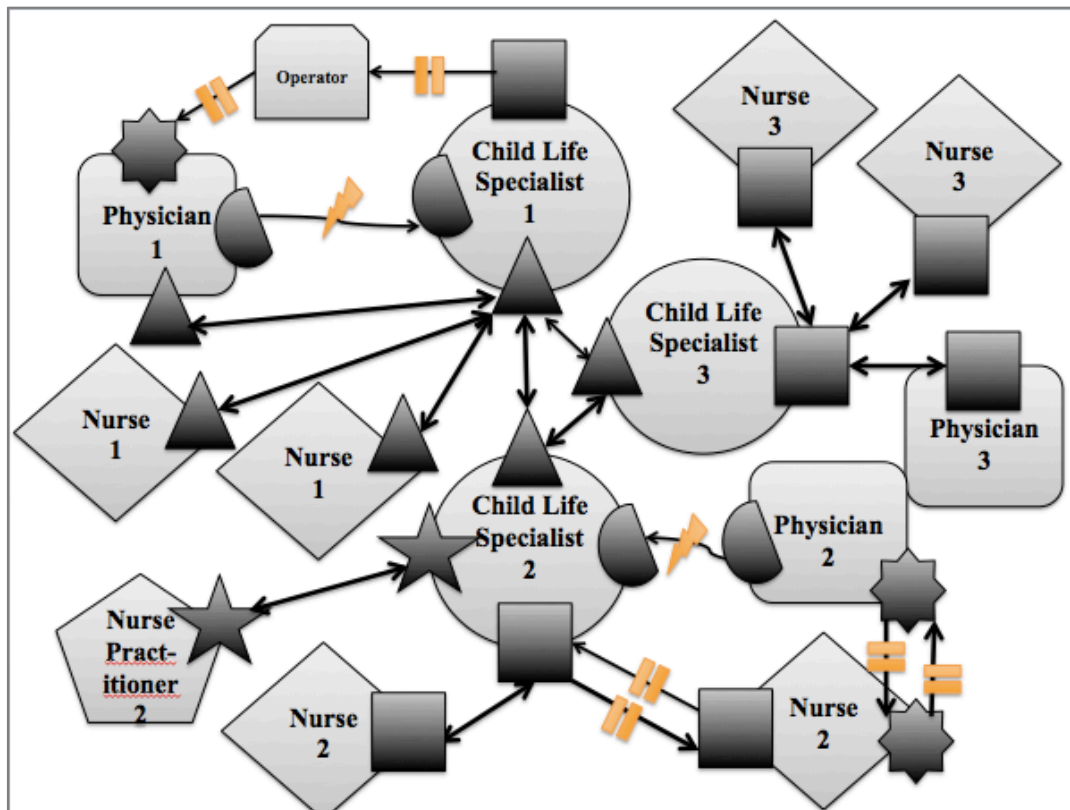 Operator
Child Life
Specialist
1
Nurse
3
Nurse
3
Physician
1
Child Life
Specialist
3
Physician
3
Nurse
1
Nurse
1
Child Life
Specialist
2
Physician
2
Nurse
Pract-
itioner
2
Nurse
2
Nurse
2